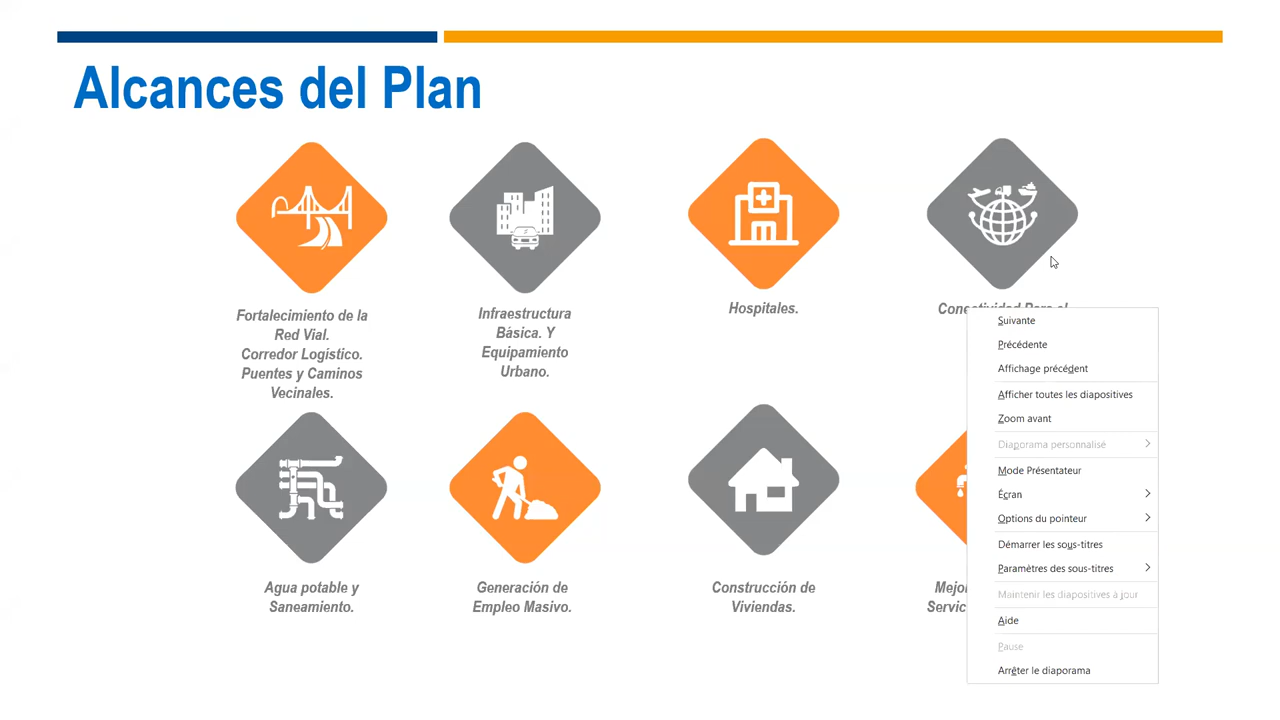 Alcances del Plan
Fortalecimiento de la
Red Vial.
Corredor Logístico.
Puentes y Caminos
Vecinales.
Infraestructura
Básica. Y
Equipamiento
Urbano.
Hospitales.
Conectividad Para el
Agua potable y
Saneamiento.
Generación de
Empleo Masivo.
Construcción de
Viviendas.
Suivante
Précédente
Affichage précédent
Afficher toutes les diapositives
Zoom avant
Diaporama personnalisé
Mode Présentateur
Écran
Options du pointeur
Démarrer les sous-titres
Paramètres des sous-titres
Maintenir les diapositives à jour
Aide
Pause
Arrêter le diaporama